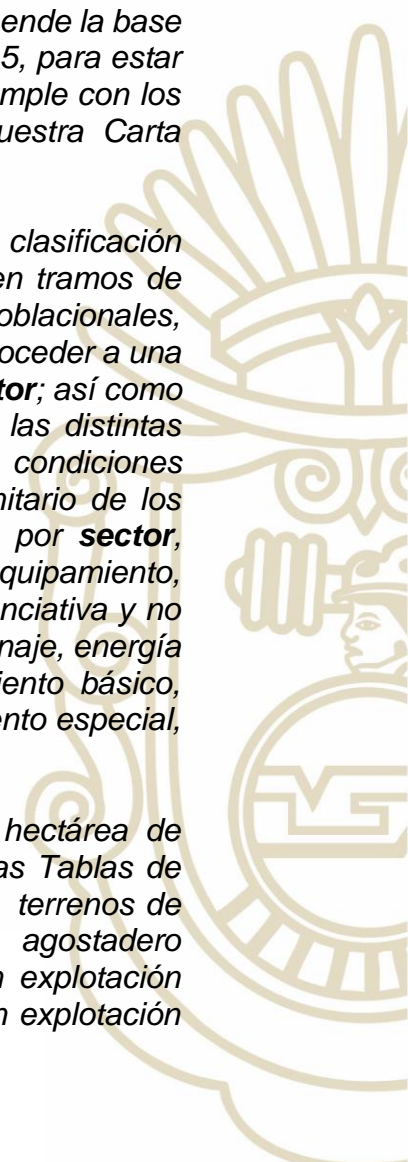 ende la base
5, para estar
mple con los
uestra Carta
clasificación
en tramos de
oblacionales,
oceder a una
tor; así como
las distintas
condiciones
nitario de los
por sector,
quipamiento,
nciativa y no
naje, energía
iento básico,
ento especial,
hectárea de
as Tablas de
terrenos de
agostadero
n explotación
n explotación